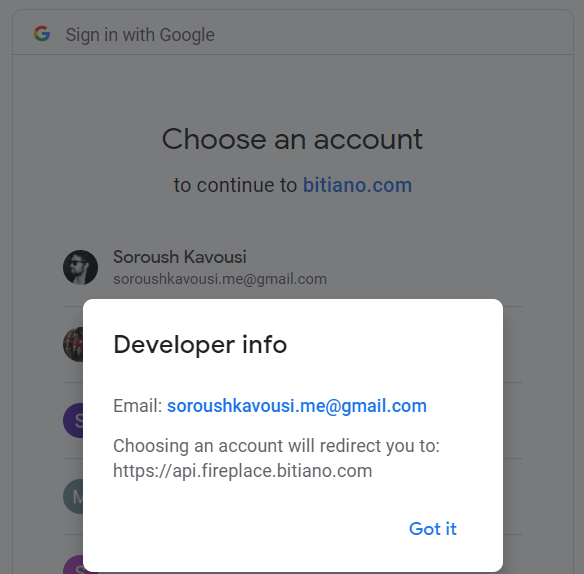 Sign in with Google
Choose an account
to continue to bitiano.com
Soroush Kavousi
soroushkavousi.me@gmail.com
Developer info
Email: soroushkavousi.me@gmail.com
Choosing an account will redirect you to:
https://api.fireplace.bitiano.com
S
M
S
Got it